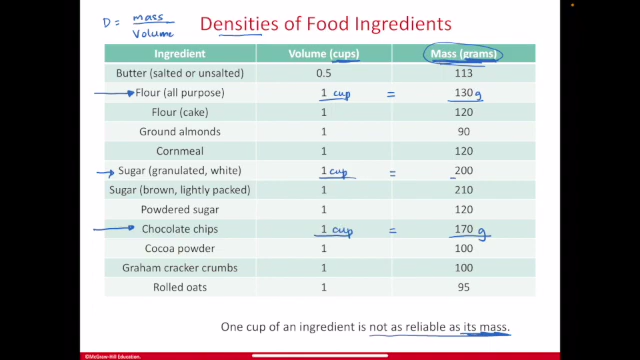 D = mass
Volume
Densities of Food Ingredients
Ingredient Volume (cups) Mass (grams)
Butter (salted or unsalted) 0.5 113
Flour (all purpose) 1 cup = 130 g
Flour (cake) 1 120
Ground almonds 1 90
Cornmeal 1 120
Sugar (granulated, white) 1 cup = 200
Sugar (brown, lightly packed) 1 210
Powdered sugar 1 120
Chocolate chips 1 cup = 170 g
Cocoa powder 1 100
Graham cracker crumbs 1 100
Rolled oats 1 95
One cup of an ingredient is not as reliable as its mass.
©McGraw-Hill Education.